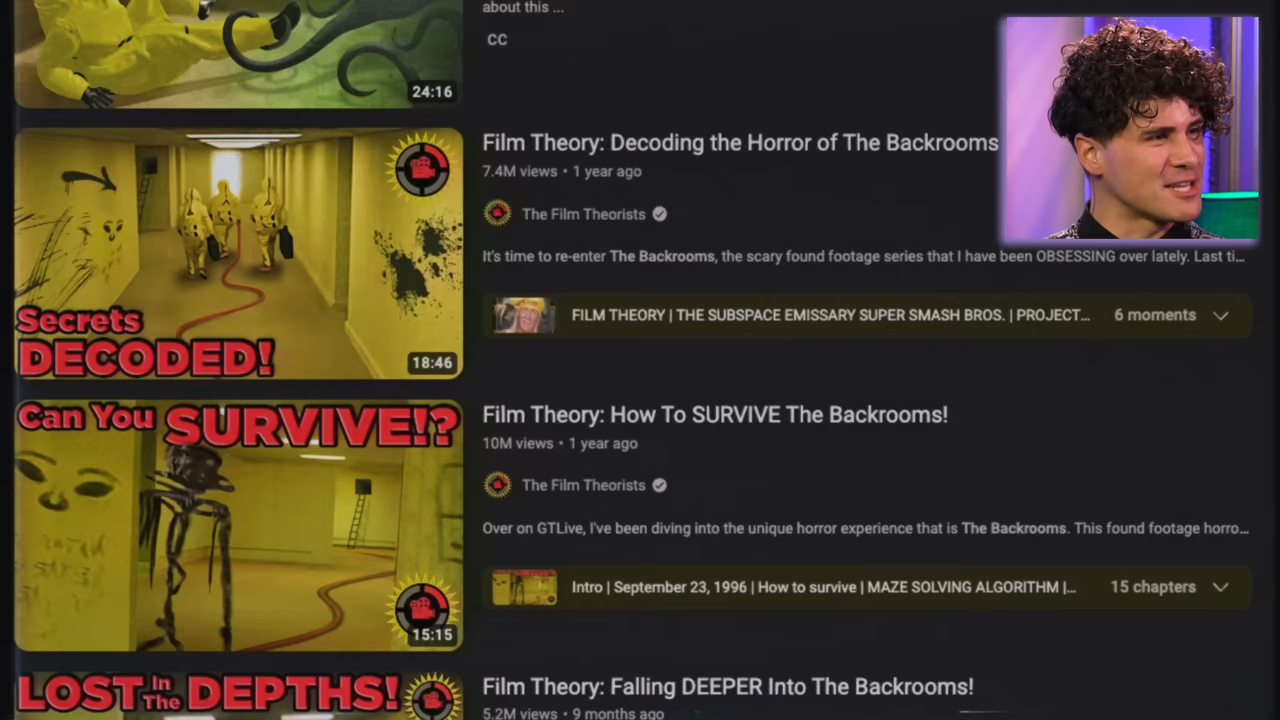 about this ...
CC
24:16
Film Theory: Decoding the Horror of The Backrooms
7.4M views • 1 year ago
The Film Theorists
It's time to re-enter The Backrooms, the scary found footage series that I have been OBSESSING over lately. Last ti...
FILM THEORY | THE SUBSPACE EMISSARY SUPER SMASH BROS. | PROJECT...
6 moments
Secrets
DECODED!
18:46
Can You SURVIVE!?
Film Theory: How To SURVIVE The Backrooms!
10M views • 1 year ago
The Film Theorists
Over on GTLive, I've been diving into the unique horror experience that is The Backrooms. This found footage horro...
Intro | September 23, 1996 | How to survive | MAZE SOLVING ALGORITHM |...
15 chapters
15:15
LOST In The DEPTHS!
Film Theory: Falling DEEPER Into The Backrooms!
5.2M views • 9 months ago